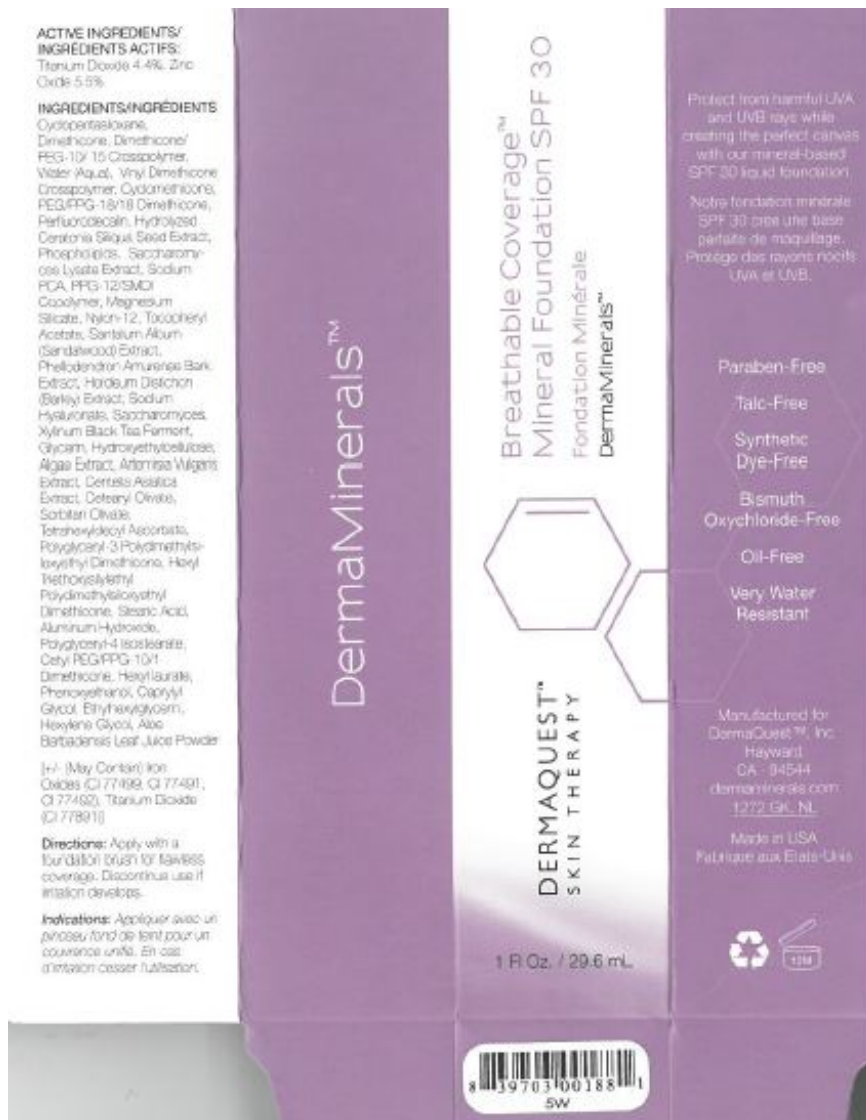 ACTIVE INGREDIENTS/
INGRÉDIENTS ACTIFS:
Titanium Dioxide 4.4%, Zinc
Oxide 5.5%
INGREDIENTS/INGRÉDIENTS
Cyclopentasiloxane,
Dimethicone, Dimethicone/
PEG-10/ 15 Crosspolymer,
Water (Aqua), Vinyl Dimethicone
Crosspolymer, Cyclomethicone,
PEG/PPG-18/18 Dimethicone,
Perfluorodecalin, Hydrolyzed
Ceratonia Siliqua Seed Extract,
Phospholipids, Saccharomy-
ces Lysate Extract, Sodium
PCA, PPG-12/SMDI
Copolymer, Magnesium
Silicate, Nylon-12, Tocopheryl
Acetate, Santalum Album
(Sandalwood) Extract,
Phellodendron Amurense Bark
Extract, Hordeum Distichon
(Barley) Extract, Sodium
Hyaluronate, Saccharomyces,
Xylinum Black Tea Ferment,
Glycerin, Hydroxyethylcellulose,
Algae Extract, Artemisia Vulgaris
Extract, Centella Asiatica
Extract, Cetearyl Olivate,
Sorbitan Olivate,
Tetrahexyldecyl Ascorbate,
Polyglyceryl-3 Polydimethylsi-
loxyethyl Dimethicone, Hexyl
Triethoxysilylethyl
Polydimethylsiloxyethyl
Dimethicone, Stearic Acid,
Aluminum Hydroxide,
Polyglyceryl-4 Isostearate,
Cetyl PEG/PPG-10/1
Dimethicone, Hexyl laurate,
Phenoxyethanol, Caprylyl
Glycol, Ethylhexylglycerin,
Hexylene Glycol, Aloe
Barbadensis Leaf Juice Powder
[+/- (May Contain) Iron
Oxides (CI 77499, CI 77491,
CI 77492), Titanium Dioxide
(CI 77891)]
Directions: Apply with a
foundation brush for flawless
coverage. Discontinue use if
irritation develops.
Indications: Appliquer avec un
pinceau fond de teint pour un
couvrence unifié. En cas
d'irritation cesser l'utilisation.
DermaMinerals™
Breathable Coverage™
Mineral Foundation SPF 30
Fondation Minérale
DermaMinerals™
DERMAQUEST™
SKIN THERAPY
1 Fl Oz. / 29.6 mL
8 39703 00188 1
5W
Protect from harmful UVA
and UVB rays while
creating the perfect canvas
with our mineral-based
SPF 30 liquid foundation.
Notre fondation minérale
SPF 30 crée une base
parfaite de maquillage.
Protège des rayons nocifs
UVA et UVB.
Paraben-Free
Talc-Free
Synthetic
Dye-Free
Bismuth
Oxychloride-Free
Oil-Free
Very Water
Resistant
Manufactured for
DermaQuest™, Inc.
Hayward
CA - 94544
dermaminerals.com
1272 GK, NL
Made in USA
Fabrique aux Etats-Unis
12M